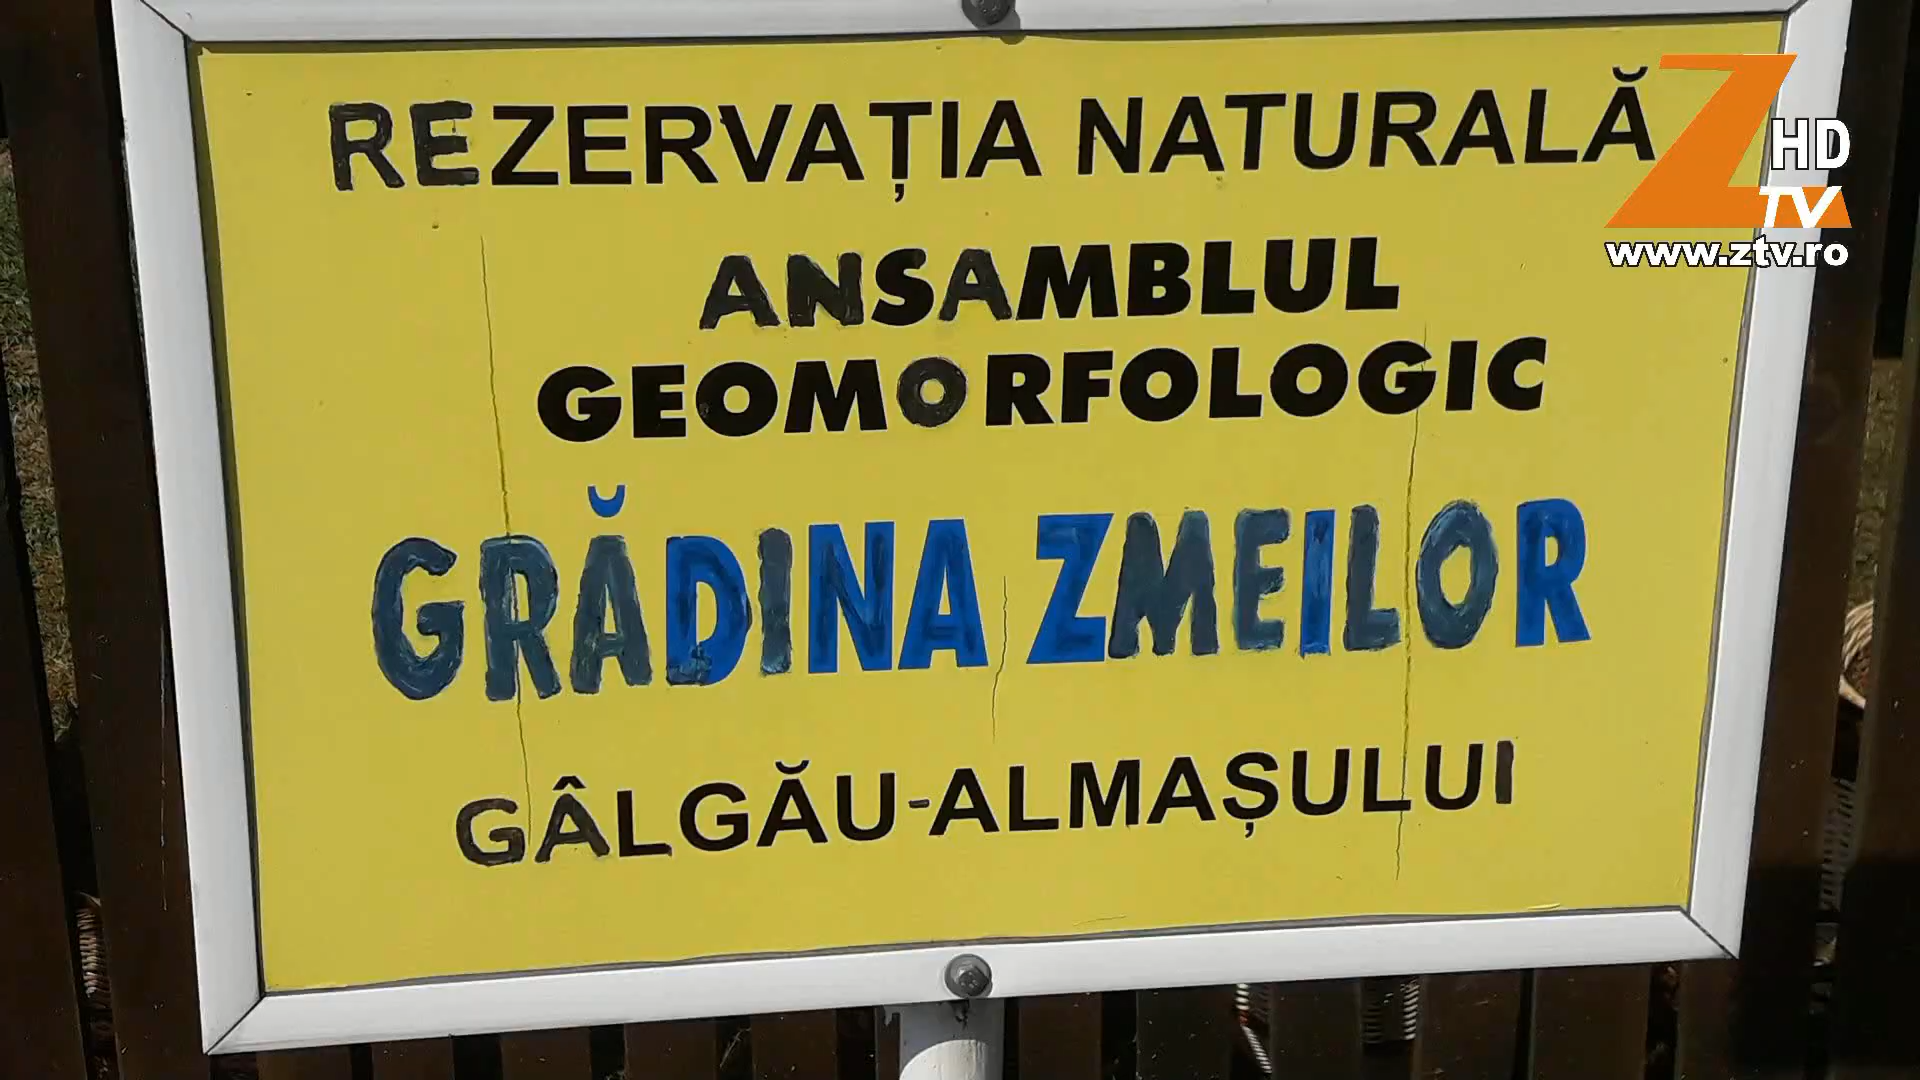 REZERVAȚIA NATURALĂ
ANSAMBLUL
GEOMORFOLOGIC
GRĂDINA ZMEILOR
GÂLGĂU-ALMAȘULUI
Z HD
TV
www.ztv.ro